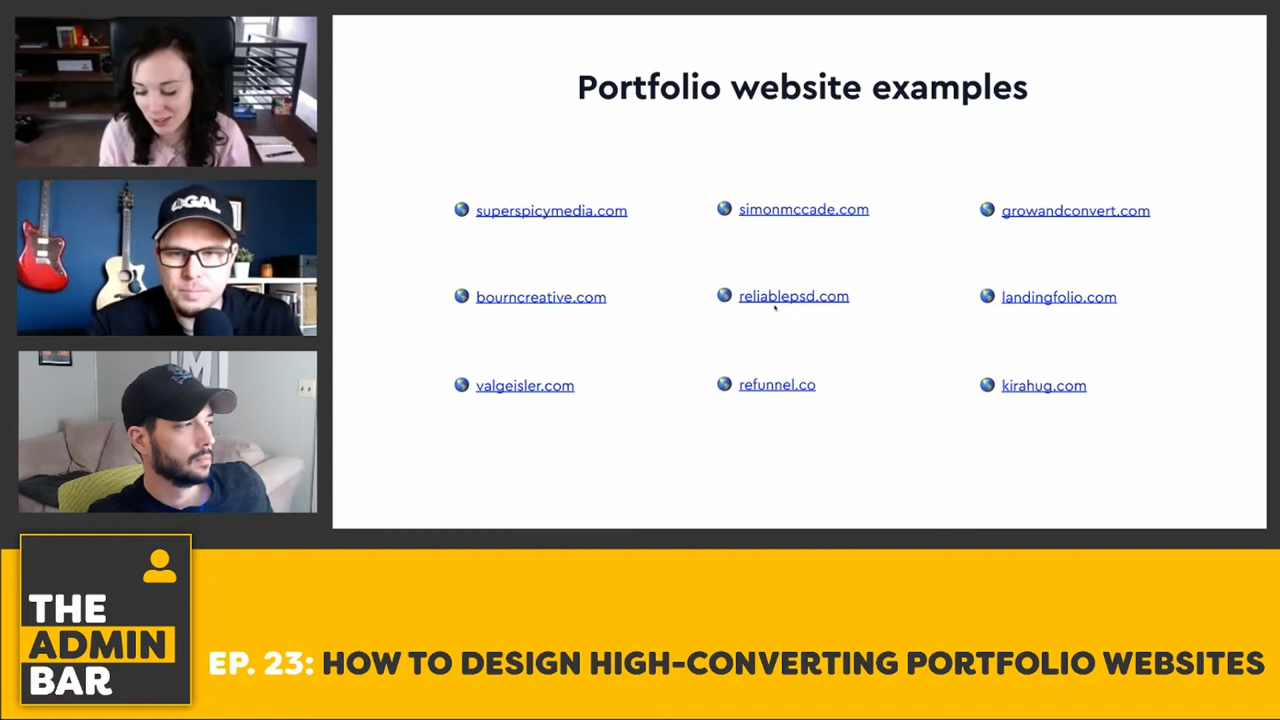 Portfolio website examples
superspicymedia.com
simonmccade.com
growandconvert.com
bourncreative.com
reliablepsd.com
landingfolio.com
valgeisler.com
refunnel.co
kirahug.com
THE
ADMIN
BAR
EP. 23: HOW TO DESIGN HIGH-CONVERTING PORTFOLIO WEBSITES